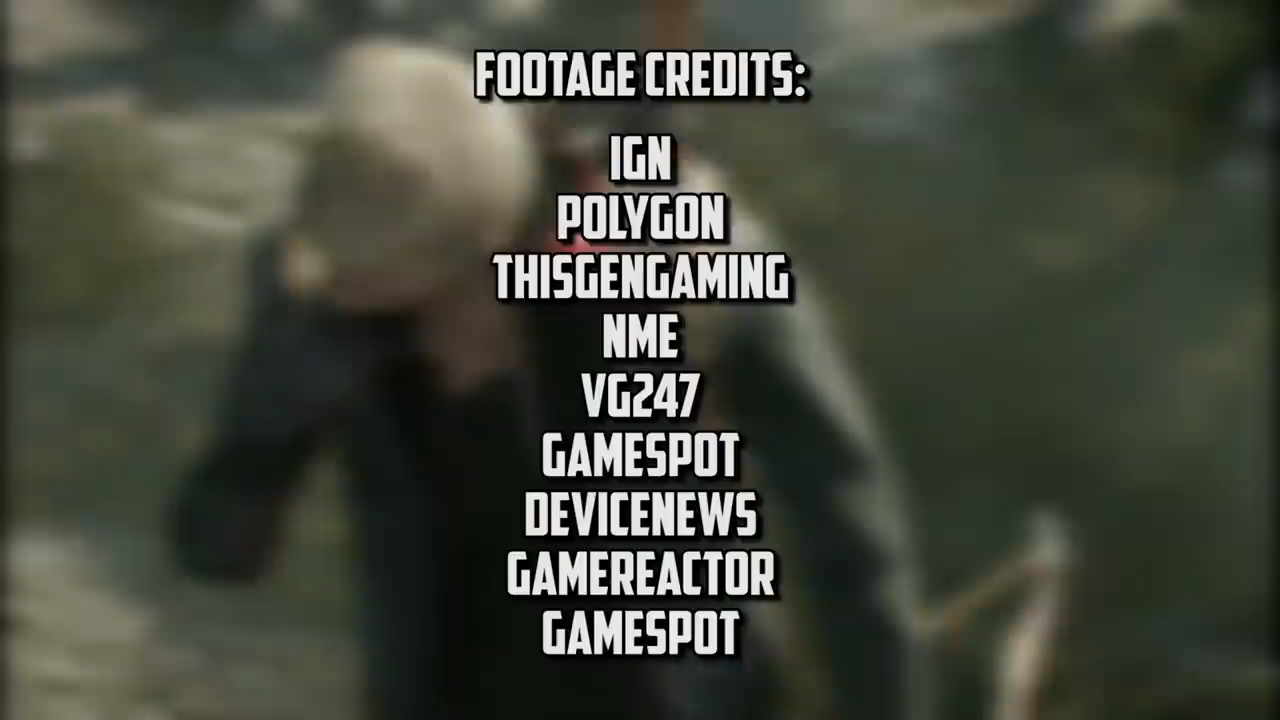 FOOTAGE CREDITS:
IGN
POLYGON
THISGENGAMING
NME
VG247
GAMESPOT
DEVICENEWS
GAMEREACTOR
GAMESPOT